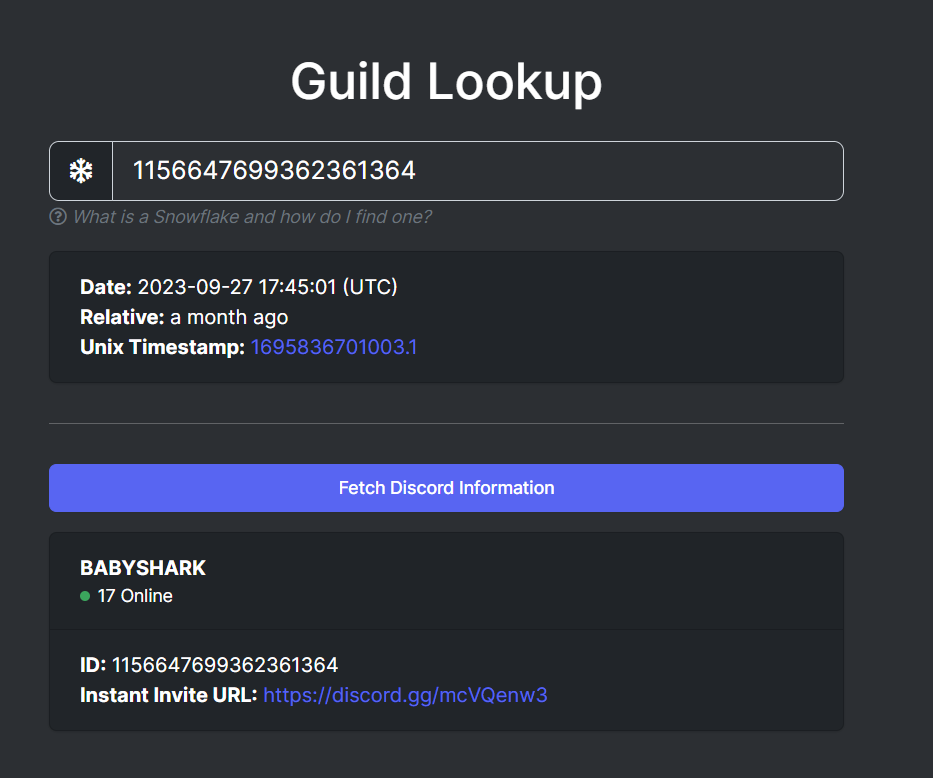 Guild Lookup
1156647699362361364
What is a Snowflake and how do I find one?
Date: 2023-09-27 17:45:01 (UTC)
Relative: a month ago
Unix Timestamp: 1695836701003.1
Fetch Discord Information
BABYSHARK
17 Online
ID: 1156647699362361364
Instant Invite URL: https://discord.gg/mcVQenw3